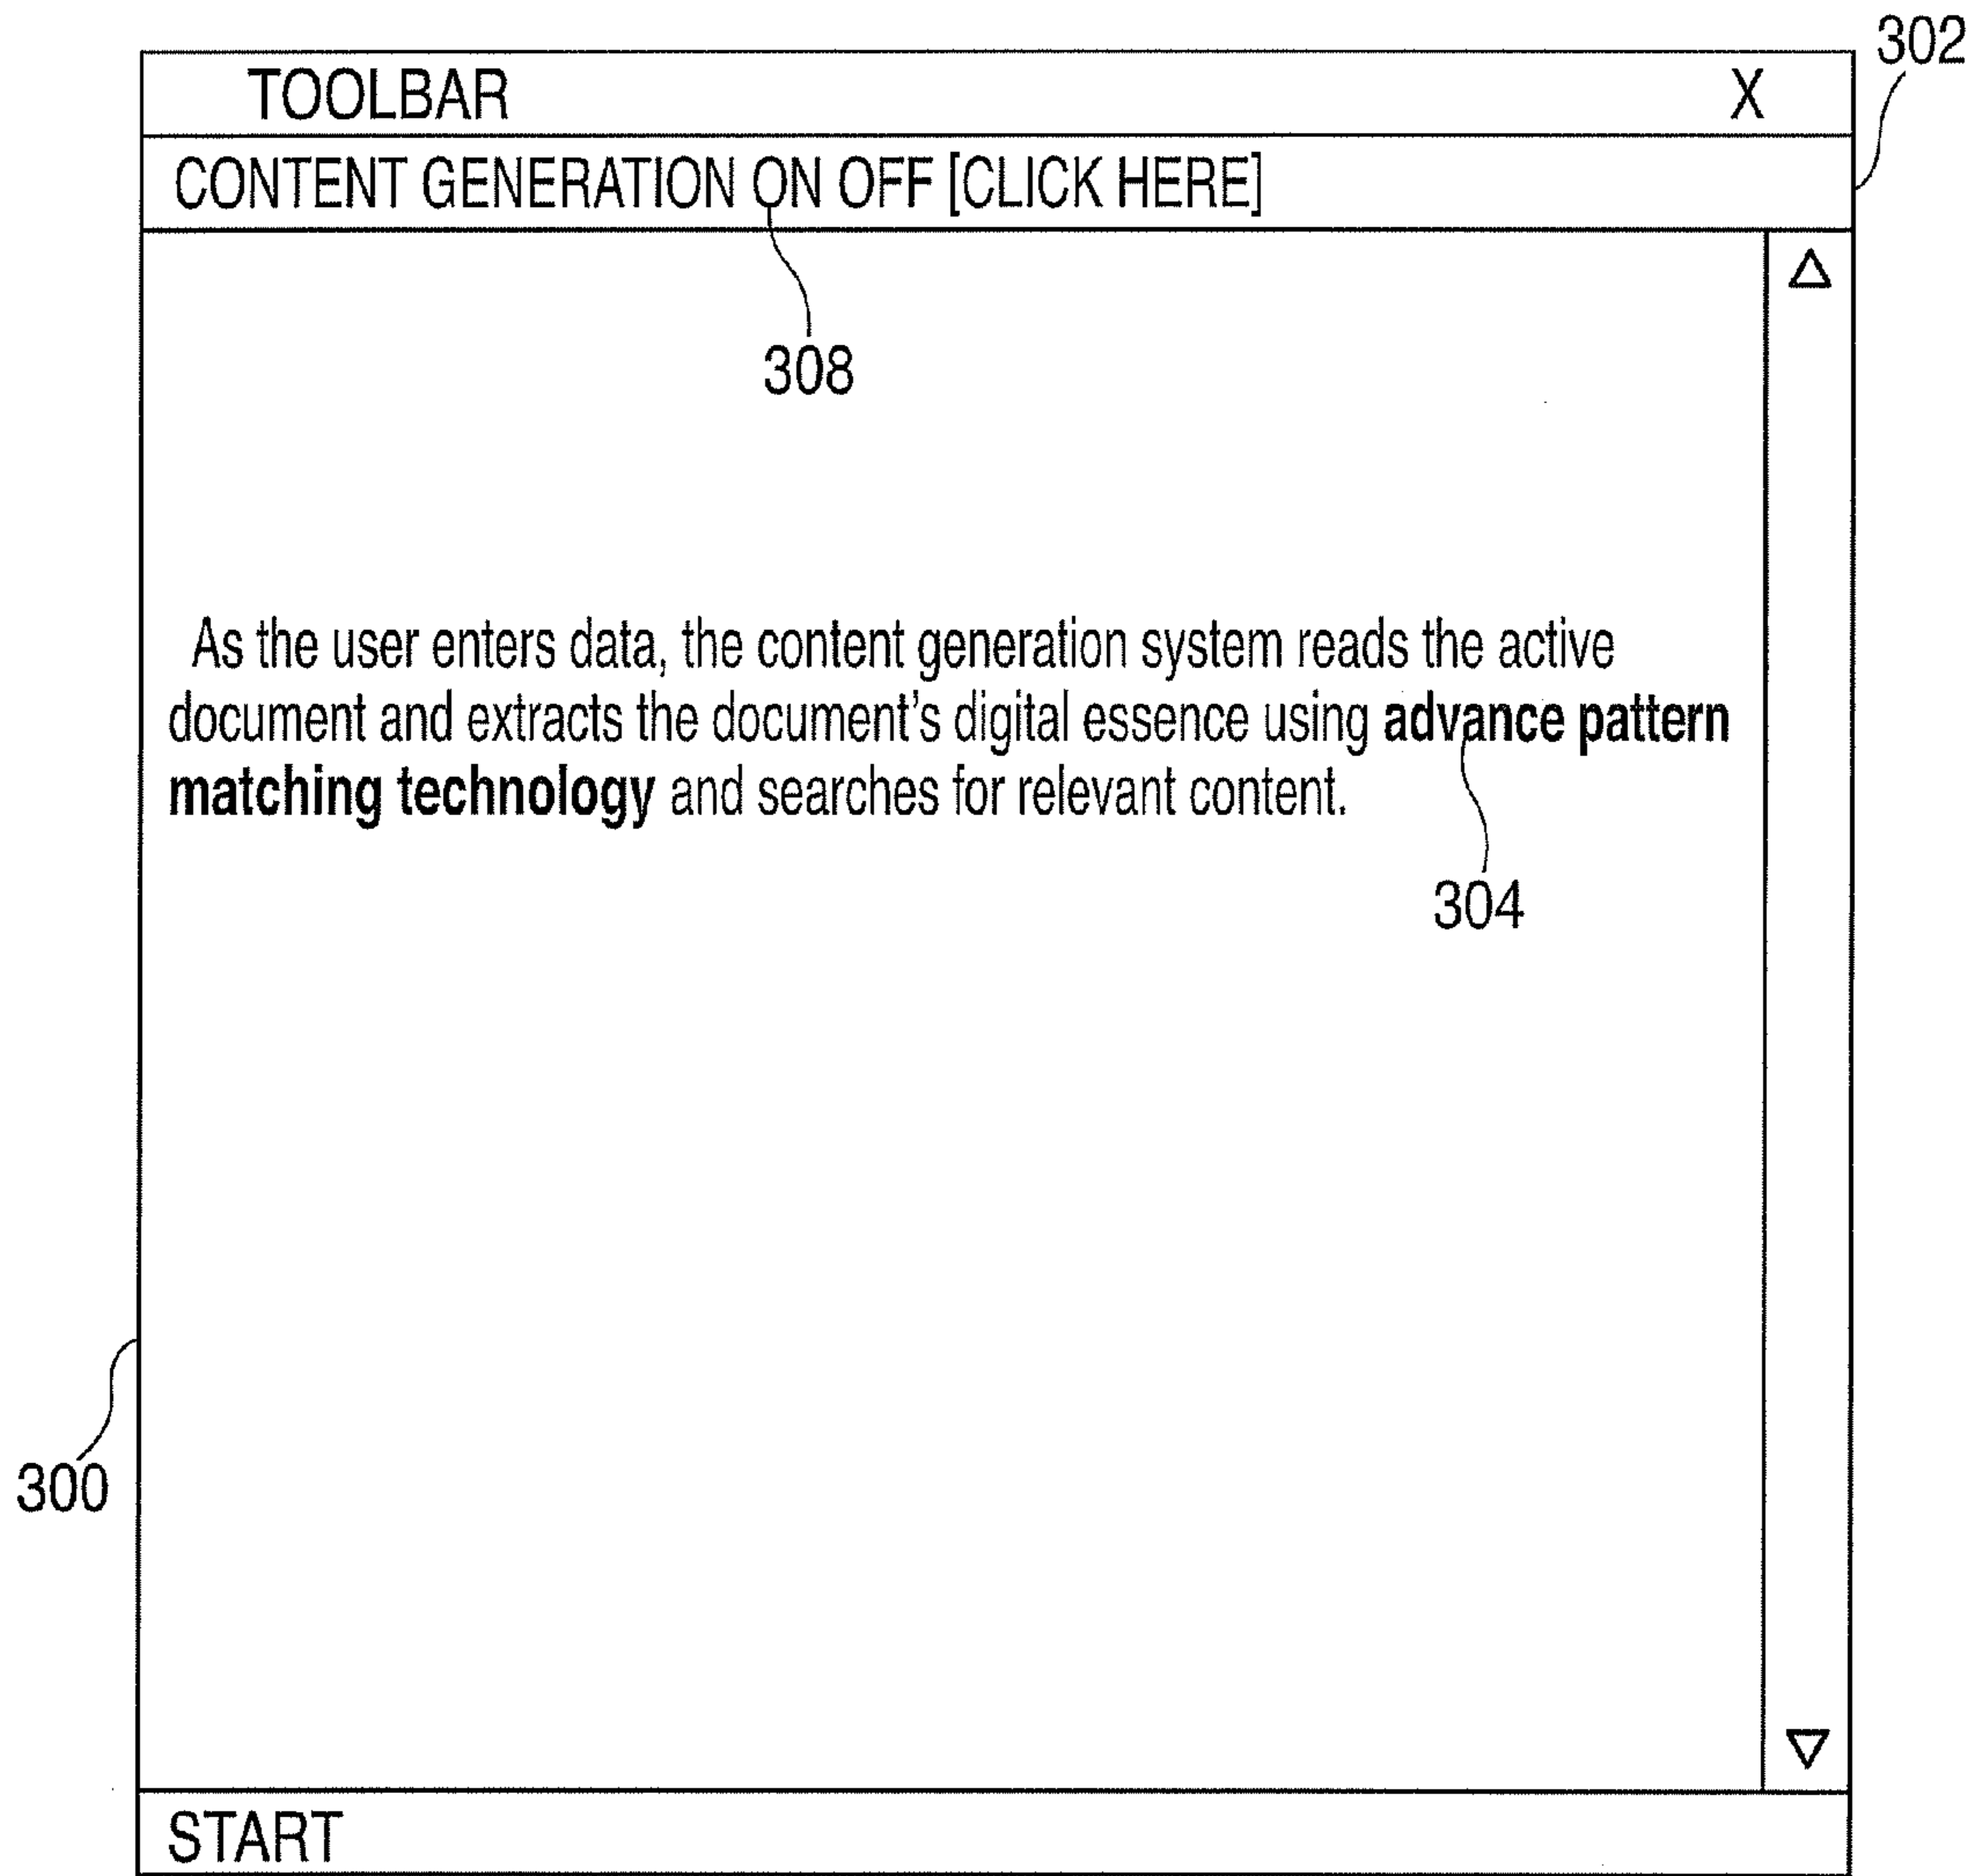 302
TOOLBAR X
CONTENT GENERATION ON OFF [CLICK HERE]
308
As the user enters data, the content generation system reads the active
document and extracts the document's digital essence using advance pattern
matching technology and searches for relevant content.
304
300
START